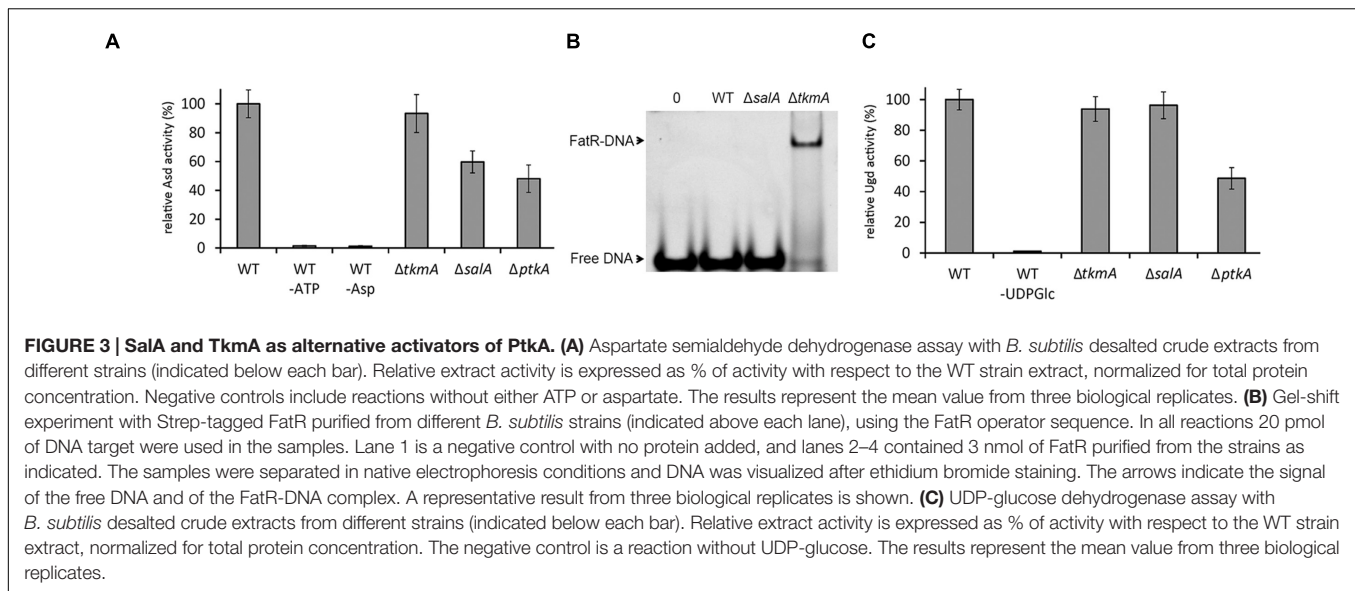 A
B
C
relative Asd activity (%)
100
80
60
40
20
0
WT
WT
-ATP
WT
-Asp
ΔtkmA
ΔsalA
ΔptkA
0 WT ΔsalA ΔtkmA
FatR-DNA
Free DNA
relative Ugd activity (%)
100
80
60
40
20
0
WT
WT
-UDPGlc
ΔtkmA
ΔsalA
ΔptkA
FIGURE 3 | SalA and TkmA as alternative activators of PtkA. (A) Aspartate semialdehyde dehydrogenase assay with B. subtilis desalted crude extracts from
different strains (indicated below each bar). Relative extract activity is expressed as % of activity with respect to the WT strain extract, normalized for total protein
concentration. Negative controls include reactions without either ATP or aspartate. The results represent the mean value from three biological replicates. (B) Gel-shift
experiment with Strep-tagged FatR purified from different B. subtilis strains (indicated above each lane), using the FatR operator sequence. In all reactions 20 pmol
of DNA target were used in the samples. Lane 1 is a negative control with no protein added, and lanes 2–4 contained 3 nmol of FatR purified from the strains as
indicated. The samples were separated in native electrophoresis conditions and DNA was visualized after ethidium bromide staining. The arrows indicate the signal
of the free DNA and of the FatR-DNA complex. A representative result from three biological replicates is shown. (C) UDP-glucose dehydrogenase assay with
B. subtilis desalted crude extracts from different strains (indicated below each bar). Relative extract activity is expressed as % of activity with respect to the WT strain
extract, normalized for total protein concentration. The negative control is a reaction without UDP-glucose. The results represent the mean value from three biological
replicates.